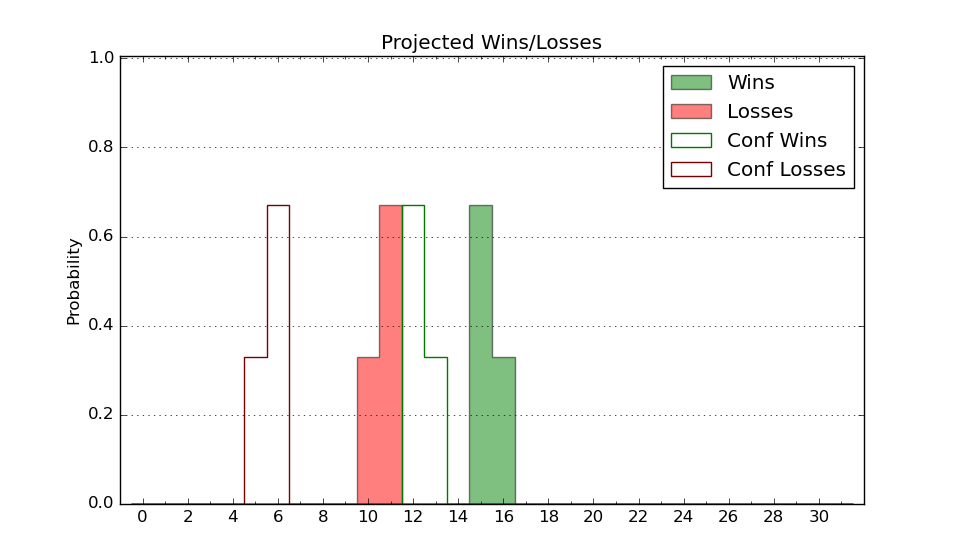 Projected Wins/Losses
Wins
Losses
Conf Wins
Conf Losses
Probability
1.0
0.8
0.6
0.4
0.2
0.0
0 2 4 6 8 10 12 14 16 18 20 22 24 26 28 30